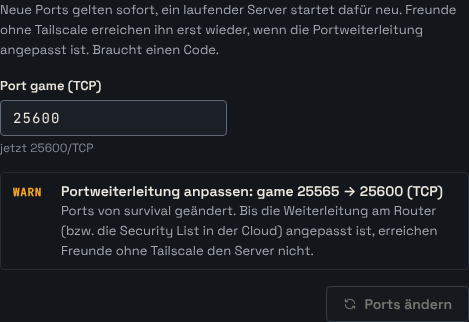 Neue Ports gelten sofort, ein laufender Server startet dafür neu. Freunde
ohne Tailscale erreichen ihn erst wieder, wenn die Portweiterleitung
angepasst ist. Braucht einen Code.
Port game (TCP)
25600
jetzt 25600/TCP
WARN Portweiterleitung anpassen: game 25565 → 25600 (TCP)
Ports von survival geändert. Bis die Weiterleitung am Router
(bzw. die Security List in der Cloud) angepasst ist, erreichen
Freunde ohne Tailscale den Server nicht.
Ports ändern